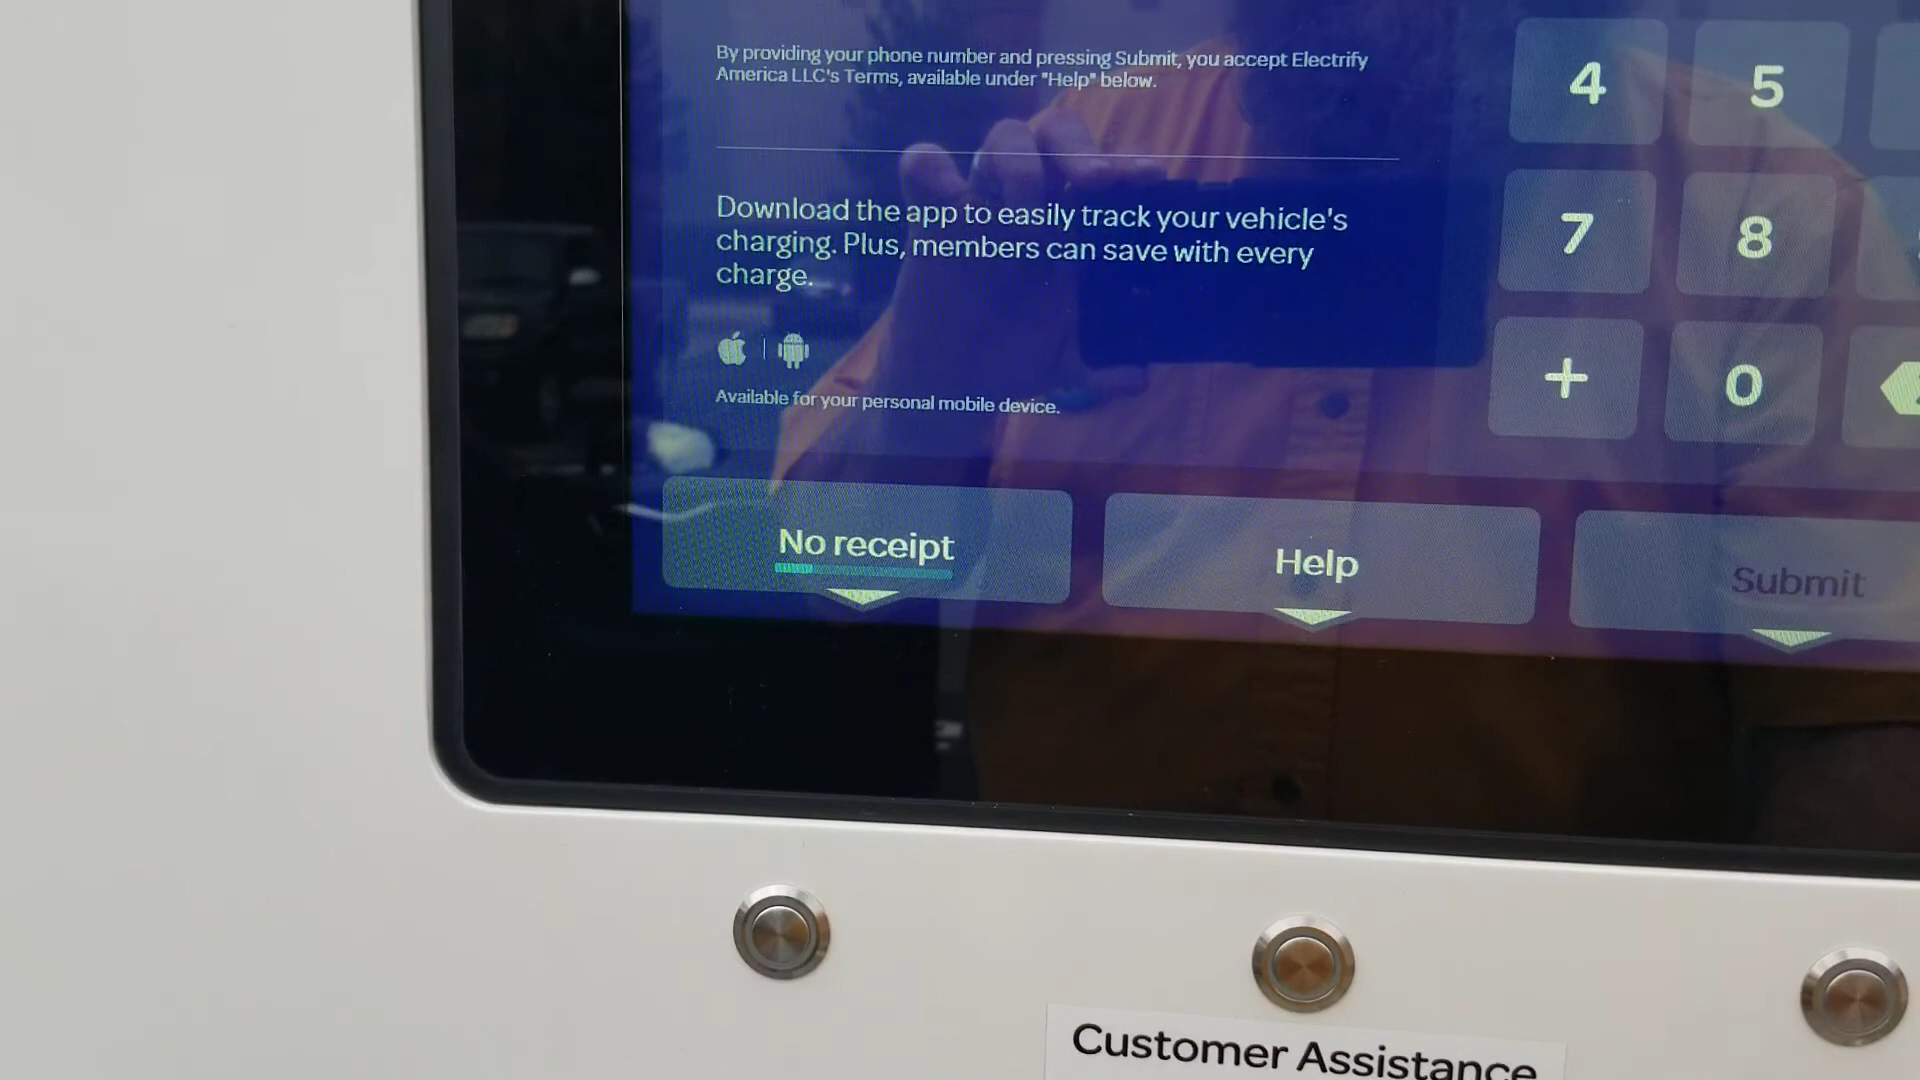 By providing your phone number and pressing Submit, you accept Electrify
America LLC's Terms, available under "Help" below.
Download the app to easily track your vehicle's
charging. Plus, members can save with every
charge.
Available for your personal mobile device.
4 5
7 8
+ 0
No receipt
Help
Submit
Customer Assistance